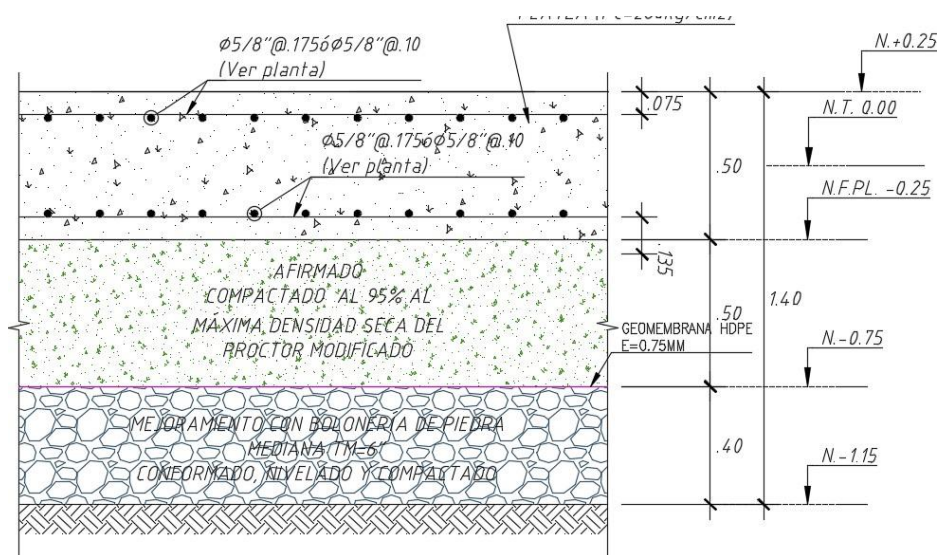 Ø5/8"@.175óØ5/8"@.10
(Ver planta)
N.+0.25
.075
N.T. 0.00
Ø5/8"@.175óØ5/8"@.10
(Ver planta)
.50
N.F.PL. -0.25
.135
AFIRMADO
COMPACTADO AL 95% AL
MÁXIMA DENSIDAD SECA DEL
PROCTOR MODIFICADO
.50
1.40
GEOMEMBRANA HDPE
E=0.75MM
N.-0.75
MEJORAMIENTO CON BOLONERÍA DE PIEDRA
MEDIANA TM=6"
CONFORMADO, NIVELADO Y COMPACTADO
.40
N.-1.15